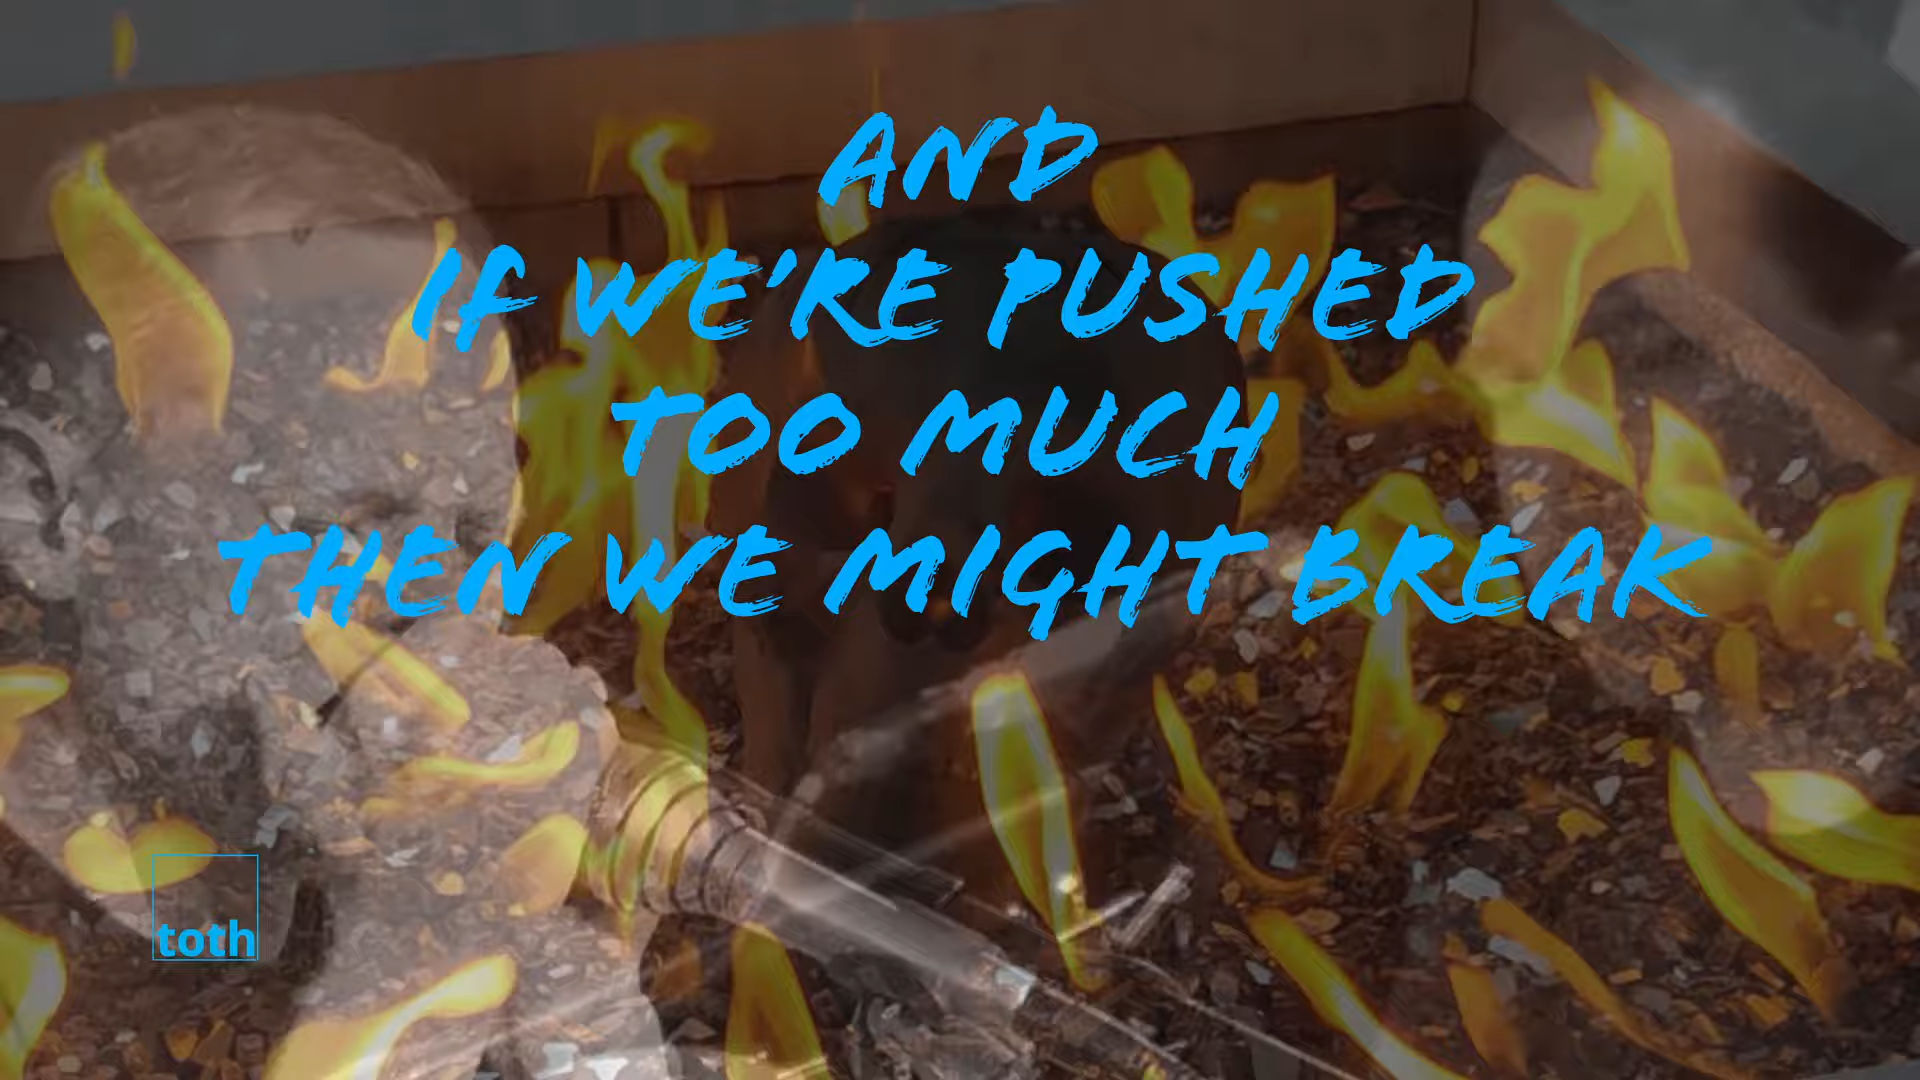 AND
IF WE'RE PUSHED
TOO MUCH
THEN WE MIGHT BREAK
toth